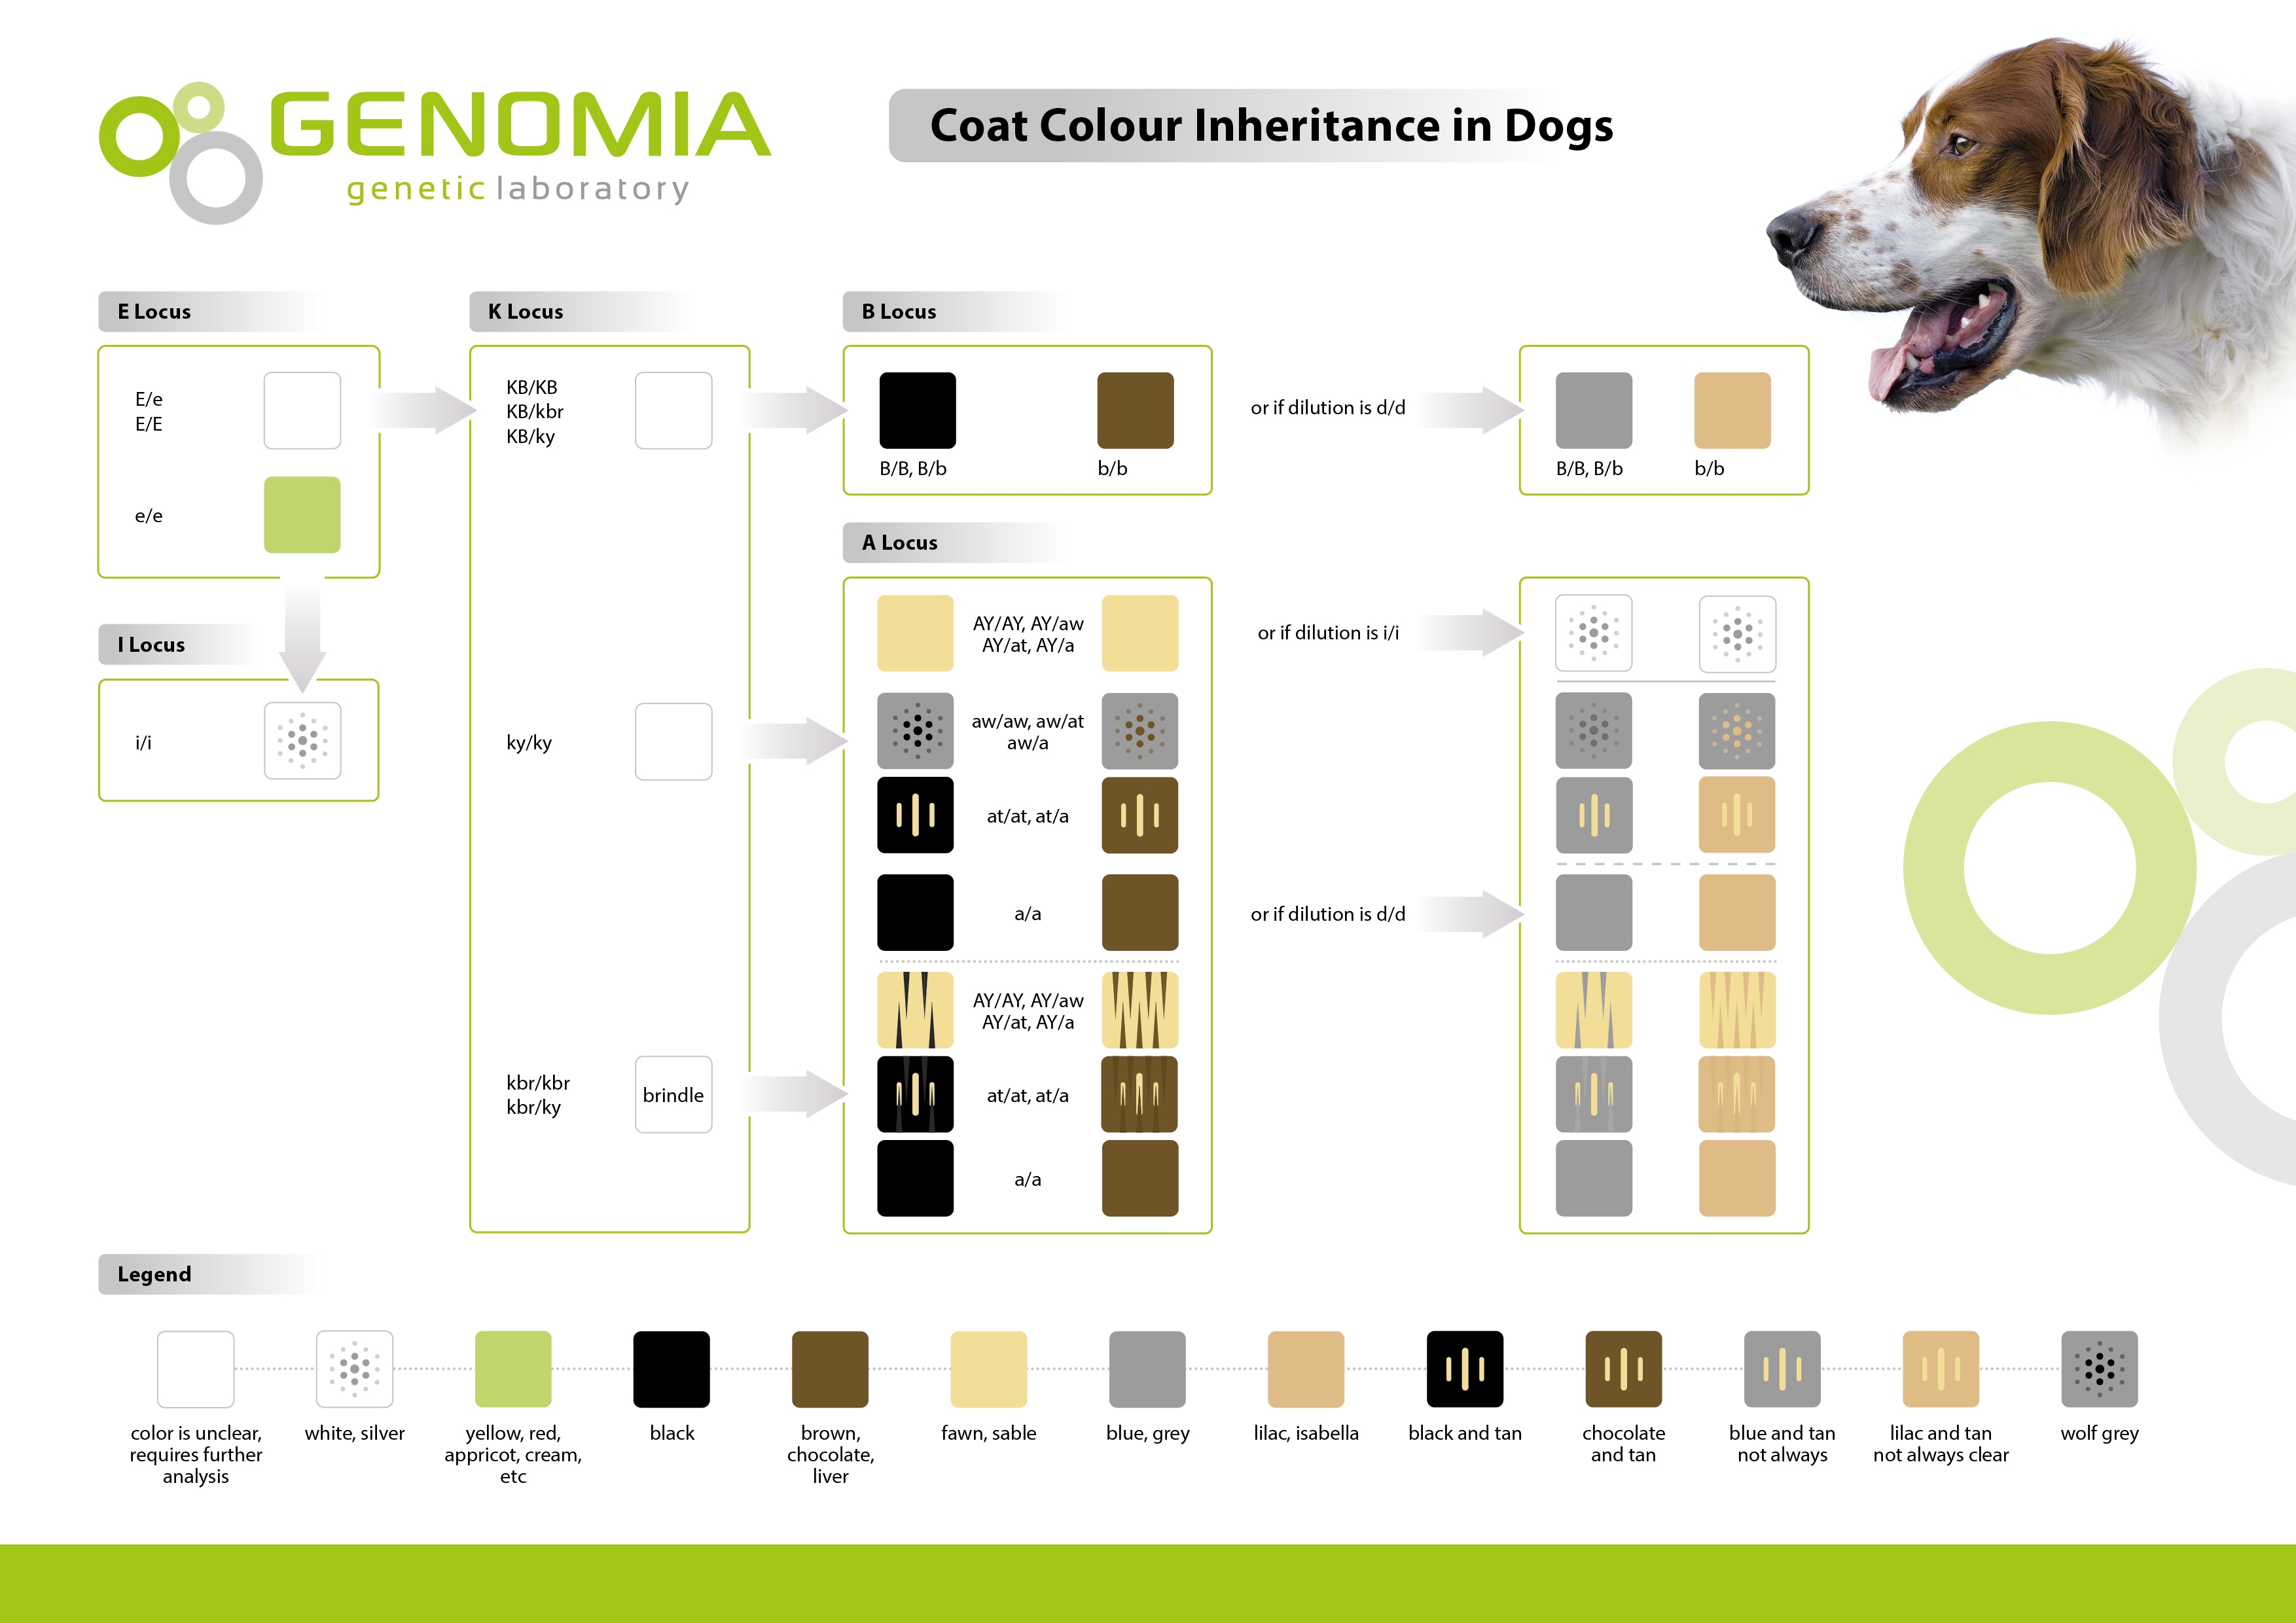 GENOMIA
genetic laboratory
Coat Colour Inheritance in Dogs
E Locus
E/e
E/E
e/e
I Locus
i/i
K Locus
KB/KB
KB/kbr
KB/ky
ky/ky
kbr/kbr
kbr/ky
brindle
B Locus
B/B, B/b
b/b
or if dilution is d/d
B/B, B/b
b/b
A Locus
AY/AY, AY/aw
AY/at, AY/a
or if dilution is i/i
aw/aw, aw/at
aw/a
at/at, at/a
a/a
or if dilution is d/d
AY/AY, AY/aw
AY/at, AY/a
at/at, at/a
a/a
Legend
color is unclear,
requires further
analysis
white, silver
yellow, red,
appricot, cream,
etc
black
brown,
chocolate,
liver
fawn, sable
blue, grey
lilac, isabella
black and tan
chocolate
and tan
blue and tan
not always
lilac and tan
not always clear
wolf grey